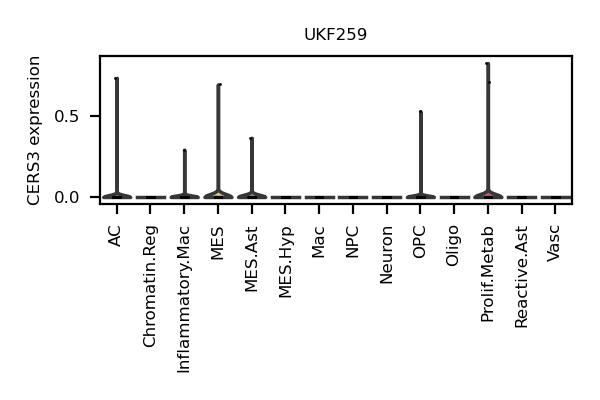 UKF259
CERS3 expression
0.5
0.0
AC
Chromatin.Reg
Inflammatory.Mac
MES
MES.Ast
MES.Hyp
Mac
NPC
Neuron
OPC
Oligo
Prolif.Metab
Reactive.Ast
Vasc